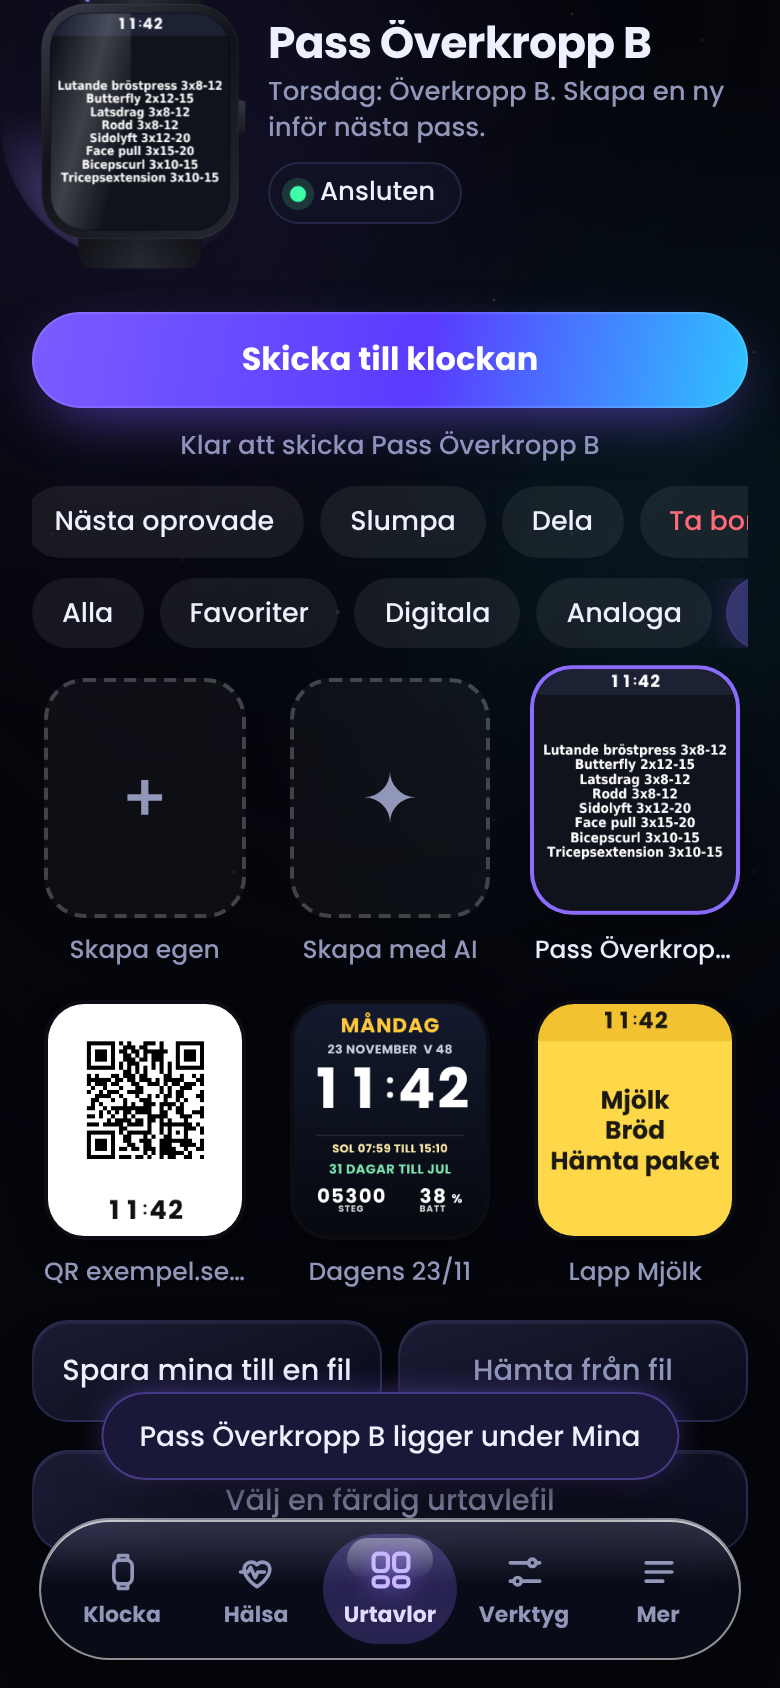 11:42
Lutande bröstpress 3x8-12
Butterfly 2x12-15
Latsdrag 3x8-12
Rodd 3x8-12
Sidolyft 3x12-20
Face pull 3x15-20
Bicepscurl 3x10-15
Tricepsextension 3x10-15
Pass Överkropp B
Torsdag: Överkropp B. Skapa en ny
inför nästa pass.
Ansluten
Skicka till klockan
Klar att skicka Pass Överkropp B
Nästa oprovade
Slumpa
Dela
Ta bor
Alla
Favoriter
Digitala
Analoga
Skapa egen
Skapa med AI
11:42
Lutande bröstpress 3x8-12
Butterfly 2x12-15
Latsdrag 3x8-12
Rodd 3x8-12
Sidolyft 3x12-20
Face pull 3x15-20
Bicepscurl 3x10-15
Tricepsextension 3x10-15
Pass Överkrop...
11:42
QR exempel.se...
MÅNDAG
23 NOVEMBER V 48
11:42
SOL 07:59 TILL 15:10
31 DAGAR TILL JUL
05300
STEG
38 %
BATT
Dagens 23/11
11:42
Mjölk
Bröd
Hämta paket
Lapp Mjölk
Spara mina till en fil
Hämta från fil
Pass Överkropp B ligger under Mina
Välj en färdig urtavlefil
Klocka
Hälsa
Urtavlor
Verktyg
Mer